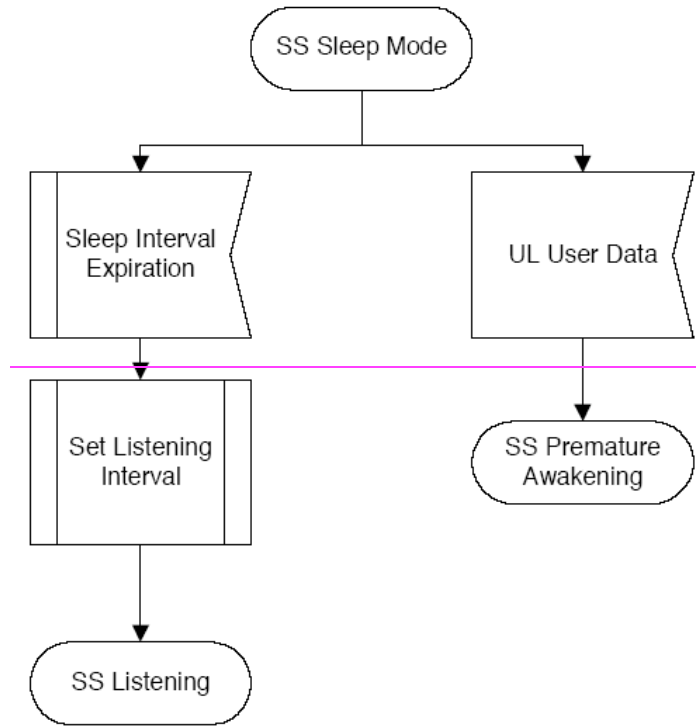 SS Sleep Mode
Sleep Interval
Expiration
UL User Data
Set Listening
Interval
SS Premature
Awakening
SS Listening